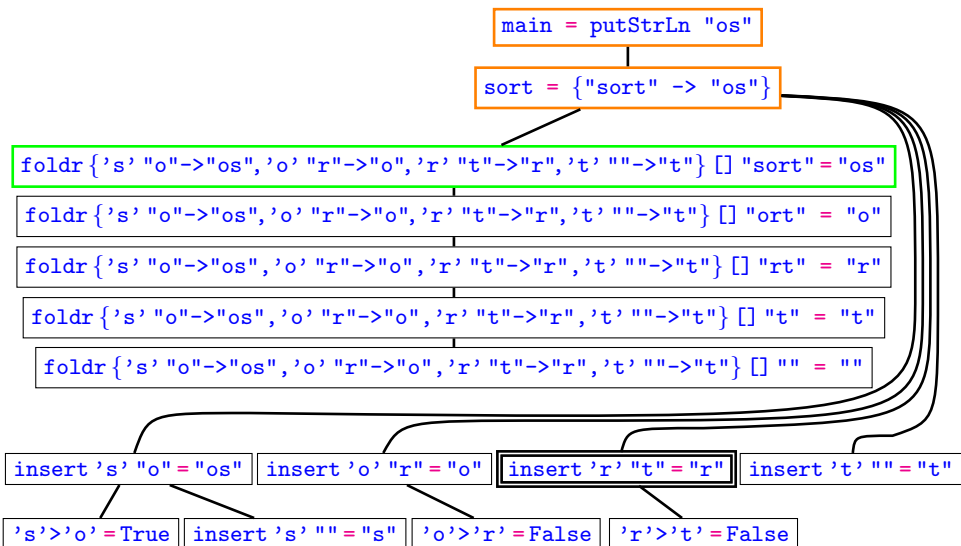 main = putStrLn "os"
sort = {"sort" -> "os"}
foldr {'s' "o"->"os", 'o' "r"->"o", 'r' "t"->"r", 't' ""->"t"} [] "sort" = "os"
foldr {'s' "o"->"os", 'o' "r"->"o", 'r' "t"->"r", 't' ""->"t"} [] "ort" = "o"
foldr {'s' "o"->"os", 'o' "r"->"o", 'r' "t"->"r", 't' ""->"t"} [] "rt" = "r"
foldr {'s' "o"->"os", 'o' "r"->"o", 'r' "t"->"r", 't' ""->"t"} [] "t" = "t"
foldr {'s' "o"->"os", 'o' "r"->"o", 'r' "t"->"r", 't' ""->"t"} [] "" = ""
insert 's' "o" = "os"
insert 'o' "r" = "o"
insert 'r' "t" = "r"
insert 't' "" = "t"
's'>'o' = True
insert 's' "" = "s"
'o'>'r' = False
'r'>'t' = False